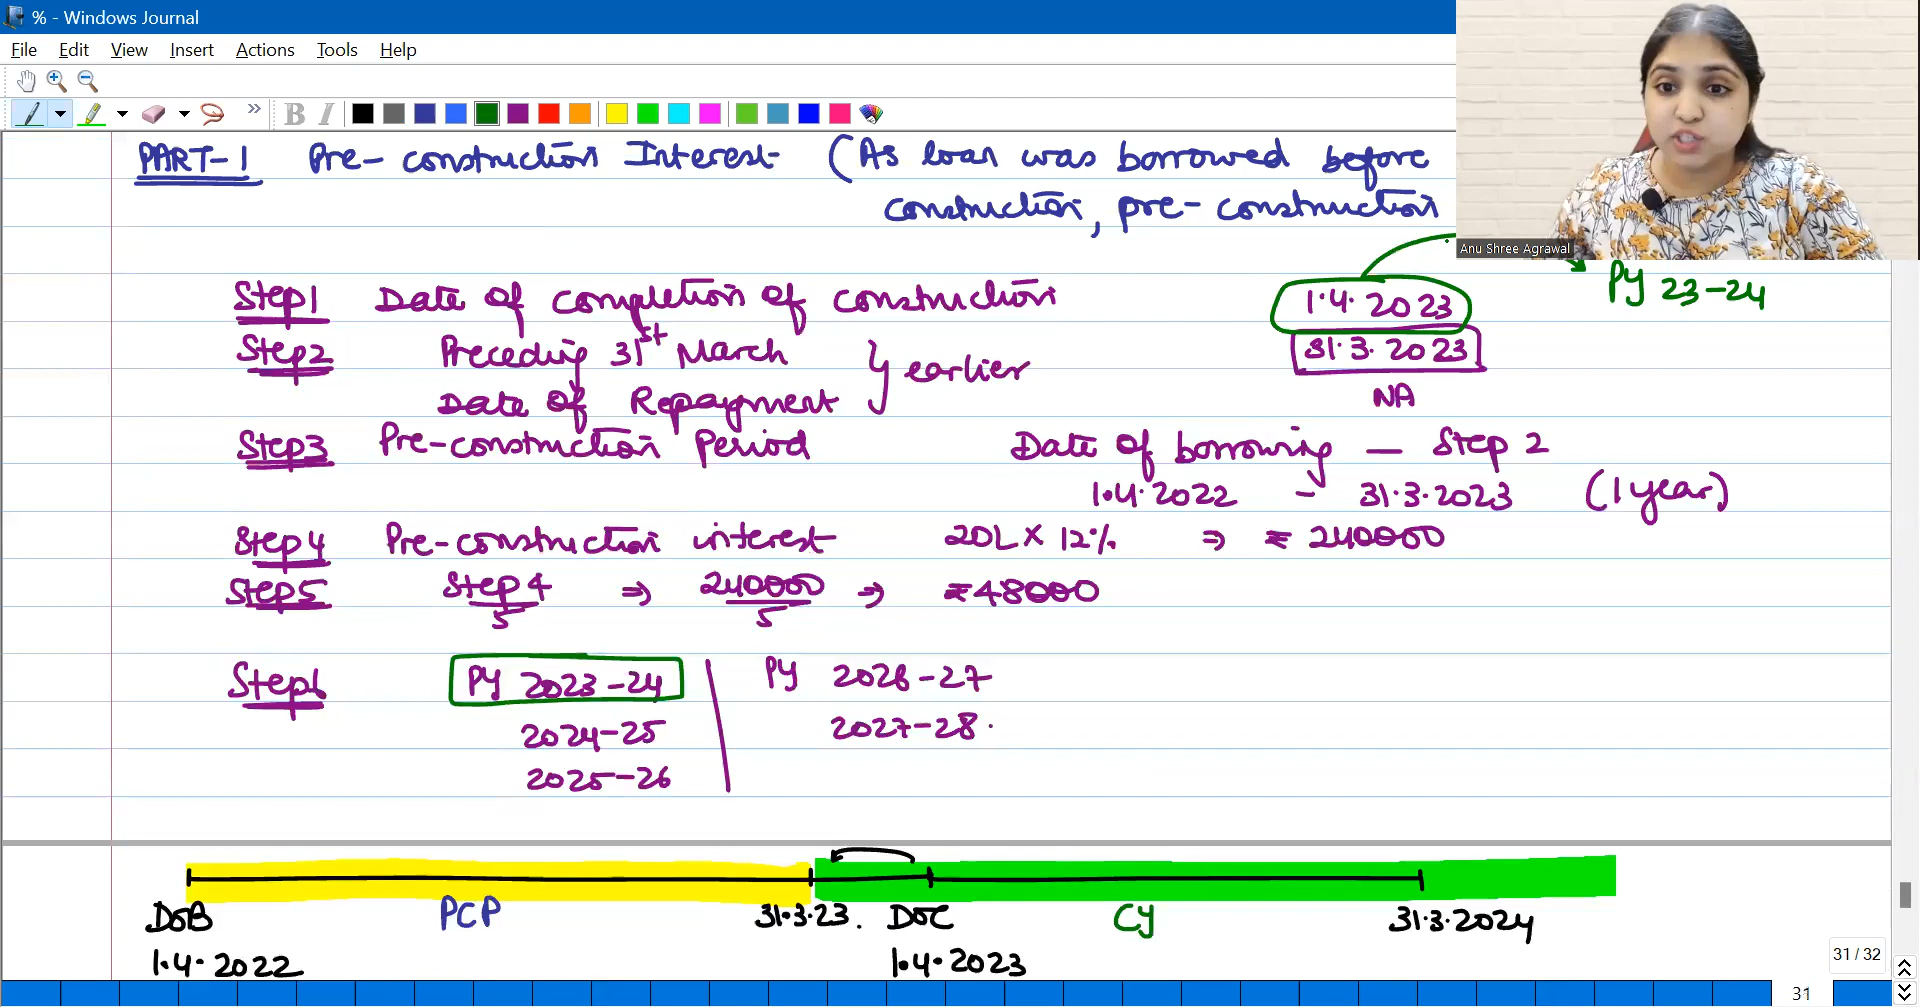 % - Windows Journal
File Edit View Insert Actions Tools Help
B I
PART-1 Pre-construction Interest (As loan was borrowed before
construction, pre-construction
Anu Shree Agrawal
PY 23-24
Step1 Date of completion of construction 1.4.2023
Step2 Preceding 31st March } earlier 31.3.2023
Date of Repayment NA
Step3 Pre-construction Period Date of borrowing - Step 2
1.4.2022 - 31.3.2023 (1 year)
Step4 Pre-construction interest 20L x 12% ⇒ ₹ 240000
Step5 Step 4 / 5 ⇒ 240000 / 5 ⇒ ₹48000
Step6 PY 2023-24 PY 2026-27
2024-25 2027-28.
2025-26
DOB PCP 31.3.23. DOC CY 31.3.2024
1.4.2022 1.4.2023
31 / 32
31